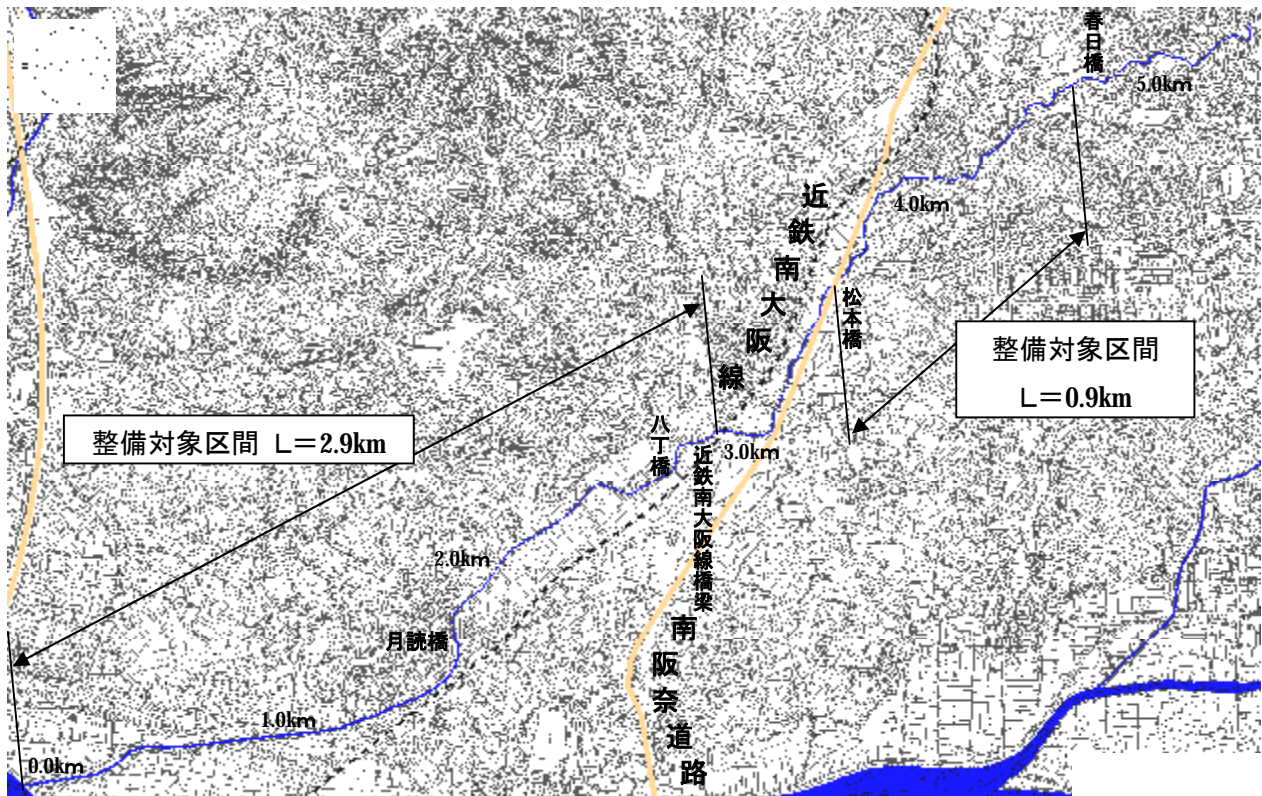 春日橋
5.0km
4.0km
近鉄南大阪線
松本橋
整備対象区間
L=0.9km
整備対象区間 L=2.9km
八丁橋
3.0km
近鉄南大阪線橋梁
2.0km
月読橋
南阪奈道路
1.0km
0.0km